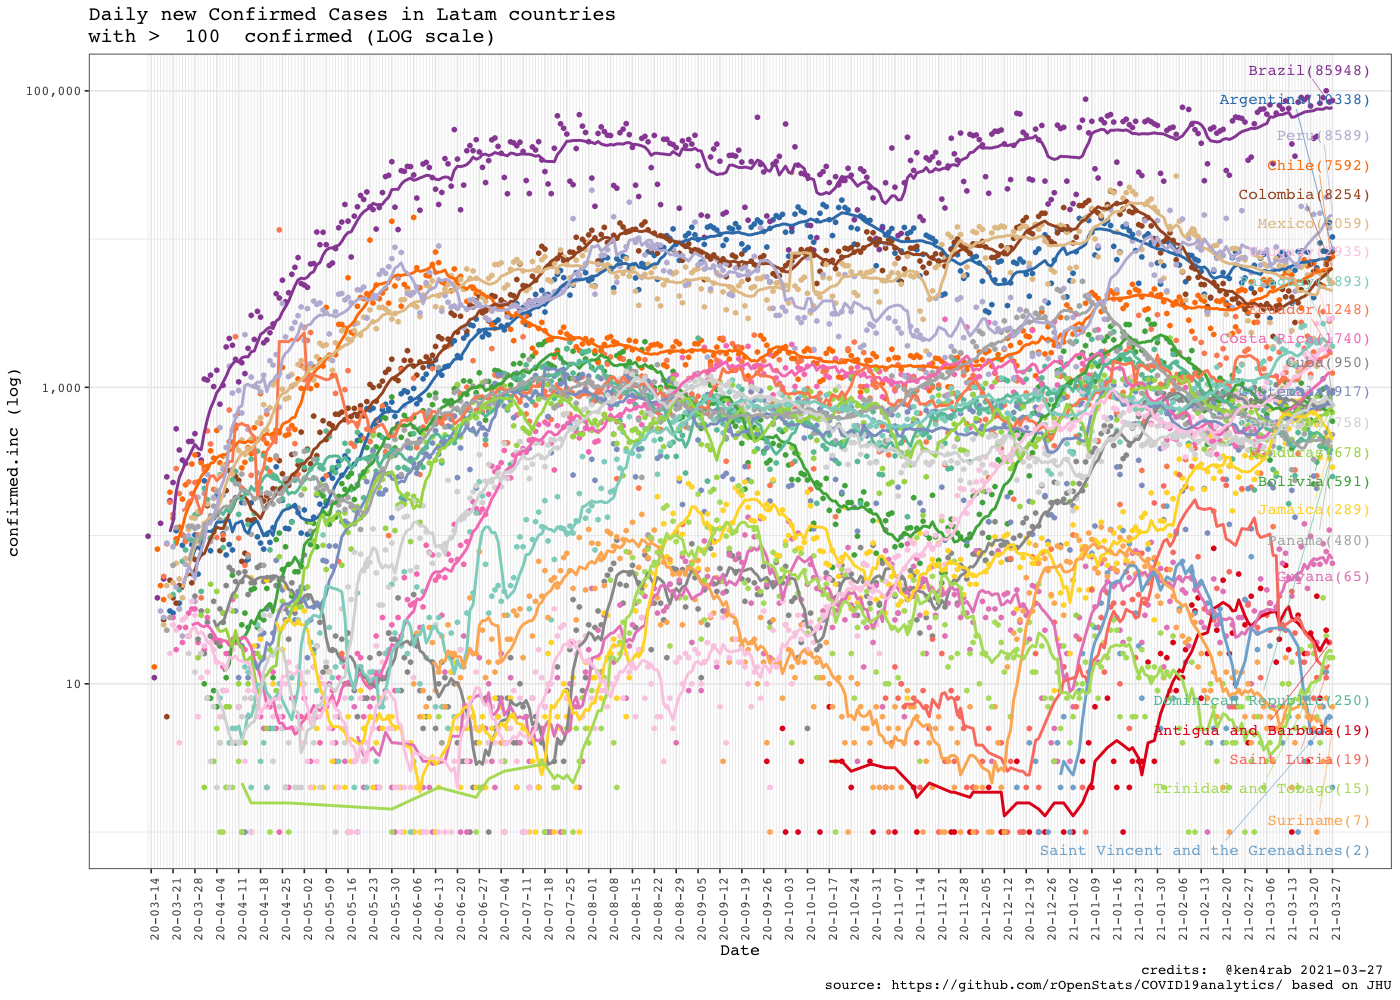 Daily new Confirmed Cases in Latam countries
with >  100  confirmed (LOG scale)
confirmed.inc (log)
100,000
1,000
10
Brazil(85948)
Argentina(10338)
Peru(8589)
Chile(7592)
Colombia(8254)
Mexico(6059)
Ecuador(1248)
Costa Rica(1740)
Cuba(950)
Honduras(678)
Bolivia(591)
Jamaica(289)
Panama(480)
Guyana(65)
Dominican Republic(250)
Antigua and Barbuda(19)
Saint Lucia(19)
Trinidad and Tobago(15)
Suriname(7)
Saint Vincent and the Grenadines(2)
20-03-14
20-03-21
20-03-28
20-04-04
20-04-11
20-04-18
20-04-25
20-05-02
20-05-09
20-05-16
20-05-23
20-05-30
20-06-06
20-06-13
20-06-20
20-06-27
20-07-04
20-07-11
20-07-18
20-07-25
20-08-01
20-08-08
20-08-15
20-08-22
20-08-29
20-09-05
20-09-12
20-09-19
20-09-26
20-10-03
20-10-10
20-10-17
20-10-24
20-10-31
20-11-07
20-11-14
20-11-21
20-11-28
20-12-05
20-12-12
20-12-19
20-12-26
21-01-02
21-01-09
21-01-16
21-01-23
21-01-30
21-02-06
21-02-13
21-02-20
21-02-27
21-03-06
21-03-13
21-03-20
21-03-27
Date
credits:  @ken4rab 2021-03-27
source: https://github.com/rOpenStats/COVID19analytics/ based on JHU